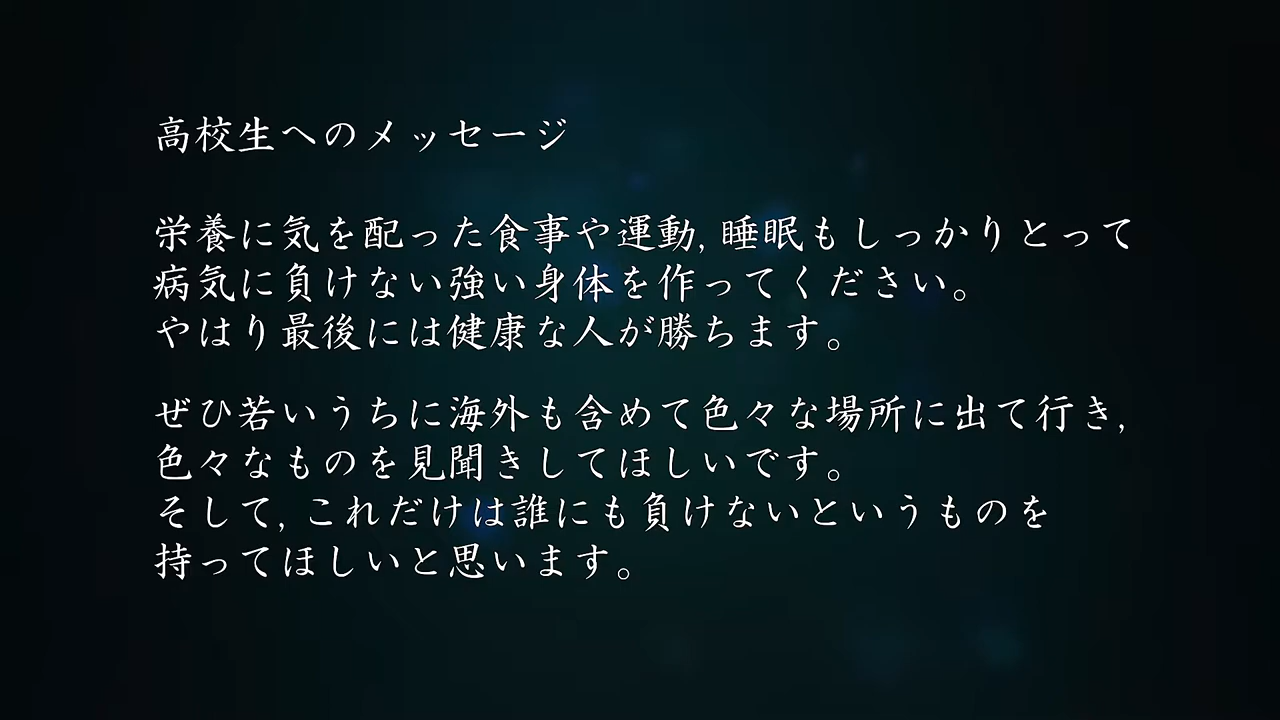 高校生へのメッセージ
栄養に気を配った食事や運動, 睡眠もしっかりとって
病気に負けない強い身体を作ってください。
やはり最後には健康な人が勝ちます。
ぜひ若いうちに海外も含めて色々な場所に出て行き,
色々なものを見聞きしてほしいです。
そして, これだけは誰にも負けないというものを
持ってほしいと思います。